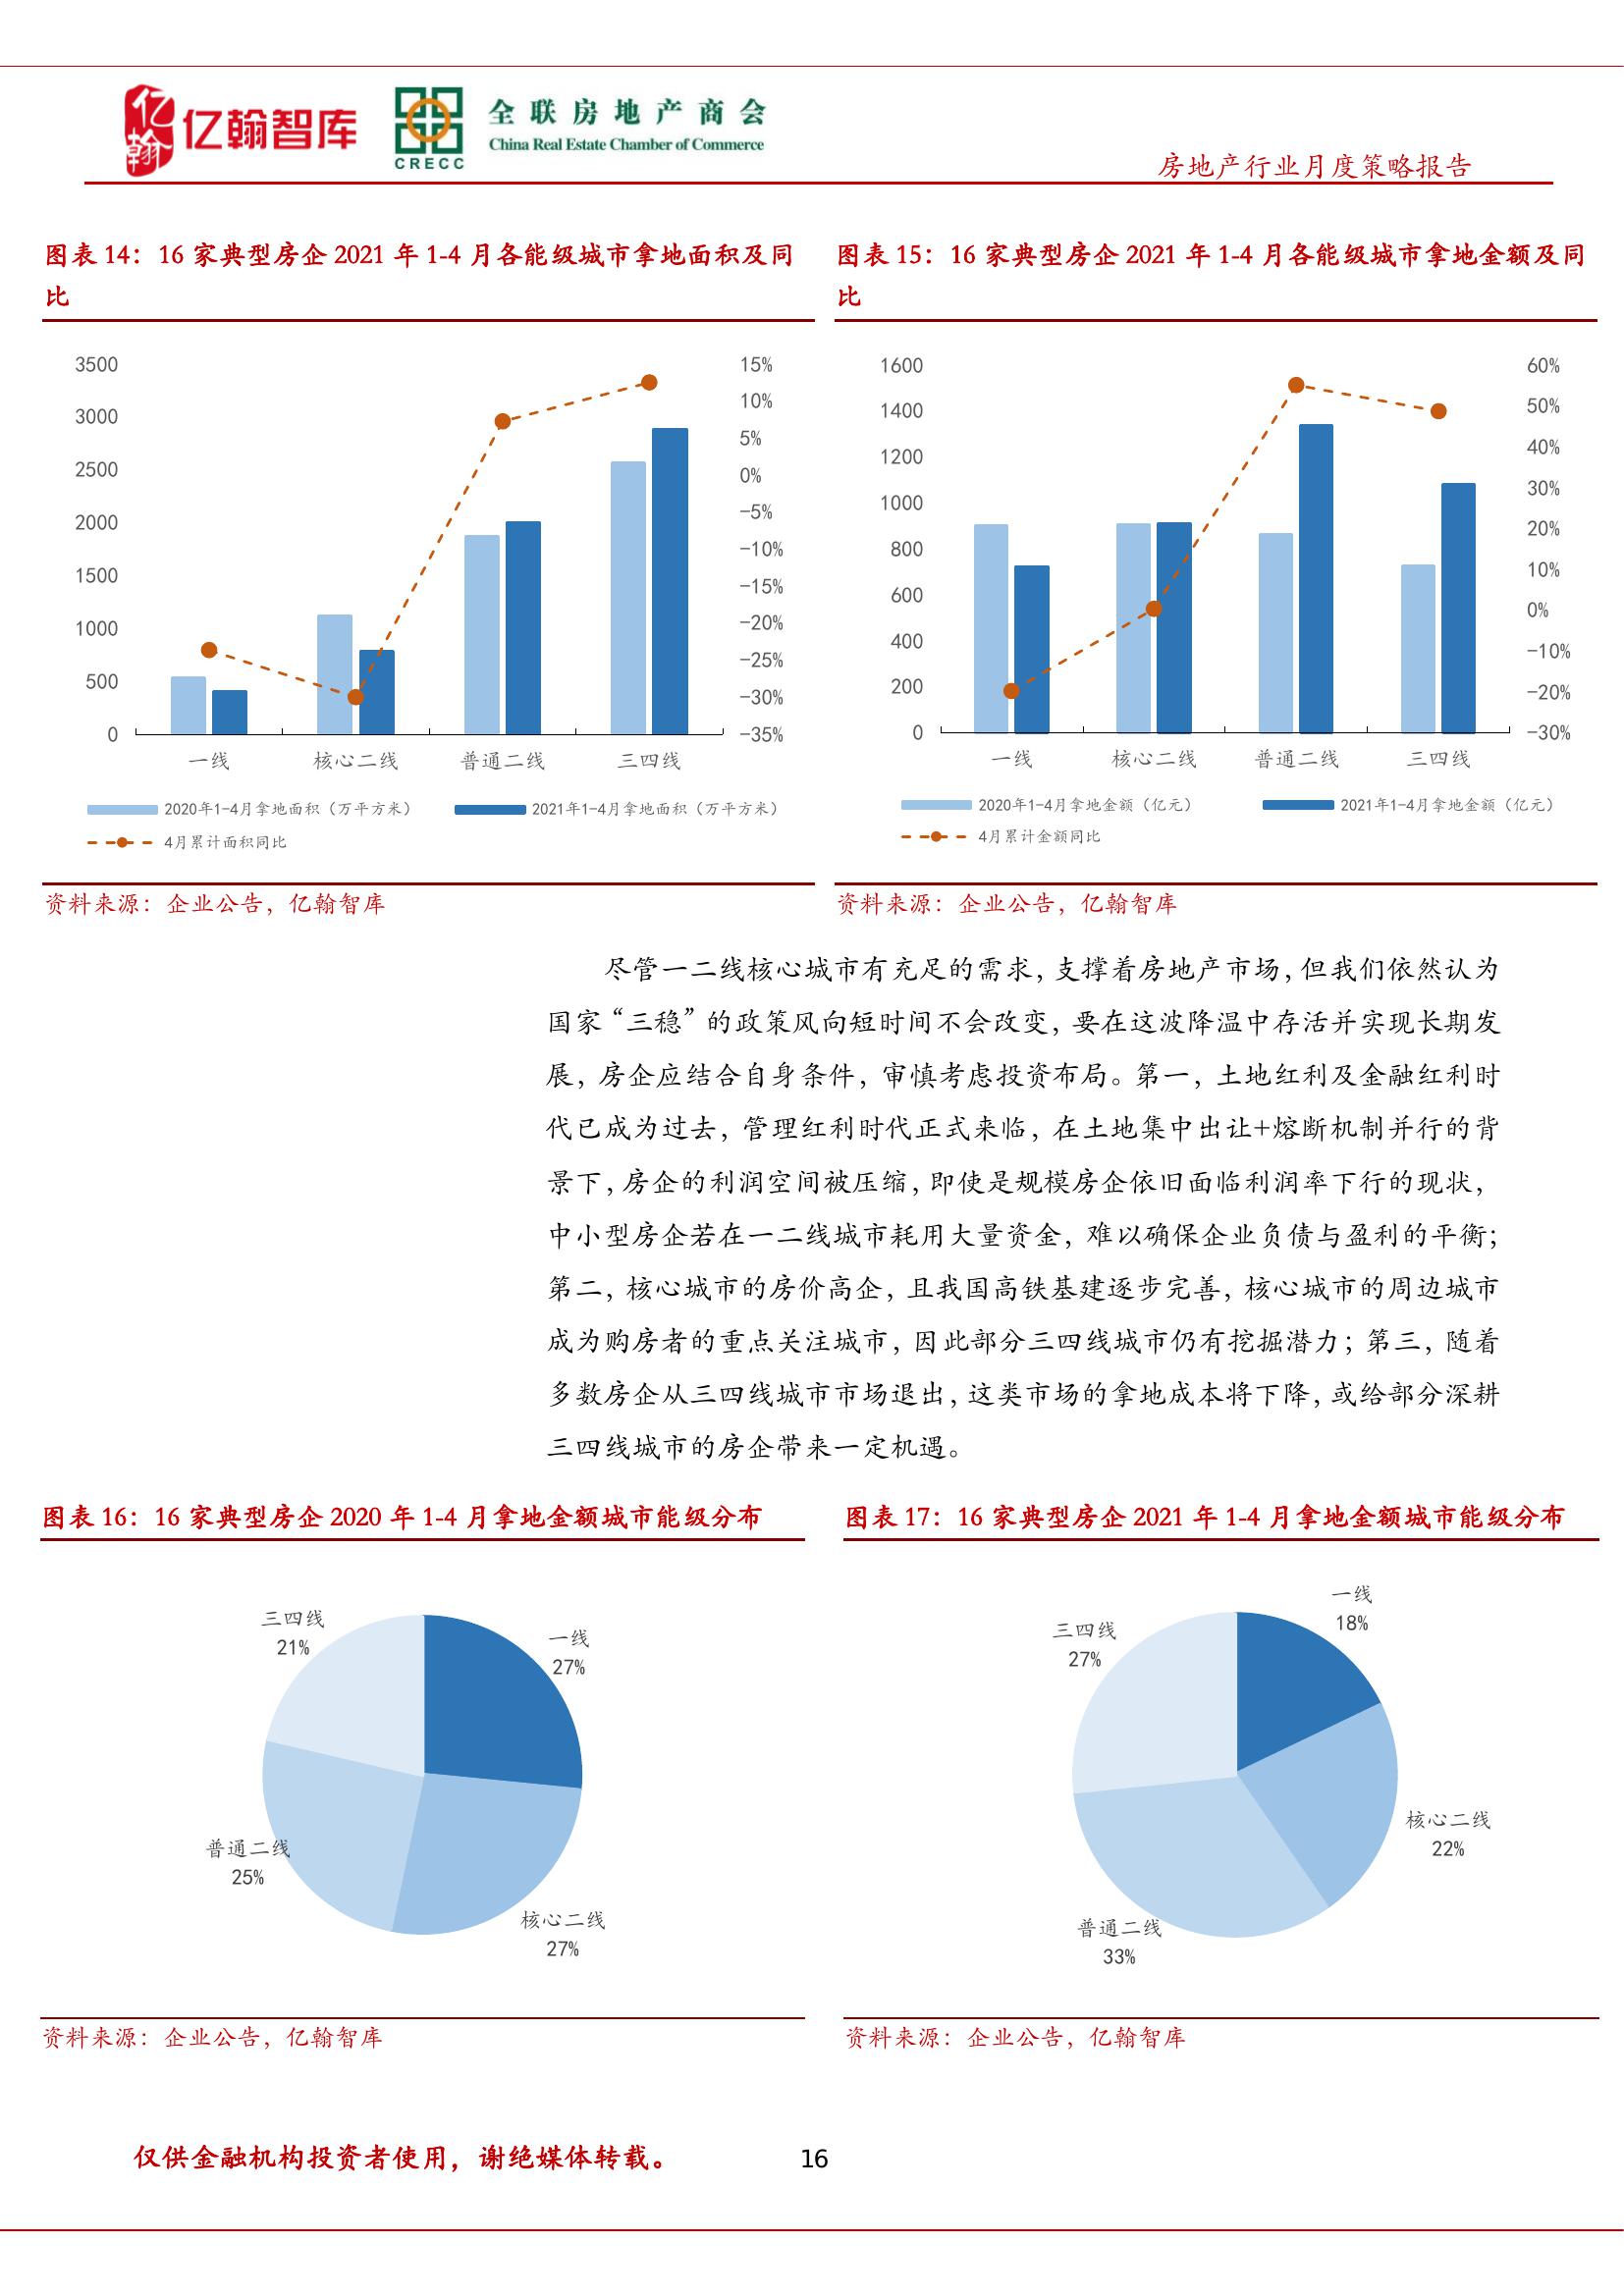 亿翰
亿翰智库
CRECC
全联房地产商会
China Real Estate Chamber of Commerce
房地产行业月度策略报告
图表 14：16 家典型房企 2021 年 1-4 月各能级城市拿地面积及同
比
3500
3000
2500
2000
1500
1000
500
0
15%
10%
5%
0%
-5%
-10%
-15%
-20%
-25%
-30%
-35%
一线
核心二线
普通二线
三四线
2020年1-4月拿地面积（万平方米）
2021年1-4月拿地面积（万平方米）
4月累计面积同比
资料来源：企业公告，亿翰智库
图表 15：16 家典型房企 2021 年 1-4 月各能级城市拿地金额及同
比
1600
1400
1200
1000
800
600
400
200
0
60%
50%
40%
30%
20%
10%
0%
-10%
-20%
-30%
一线
核心二线
普通二线
三四线
2020年1-4月拿地金额（亿元）
2021年1-4月拿地金额（亿元）
4月累计金额同比
资料来源：企业公告，亿翰智库
尽管一二线核心城市有充足的需求，支撑着房地产市场，但我们依然认为
国家“三稳”的政策风向短时间不会改变，要在这波降温中存活并实现长期发
展，房企应结合自身条件，审慎考虑投资布局。第一，土地红利及金融红利时
代已成为过去，管理红利时代正式来临，在土地集中出让+熔断机制并行的背
景下，房企的利润空间被压缩，即使是规模房企依旧面临利润率下行的现状，
中小型房企若在一二线城市耗用大量资金，难以确保企业负债与盈利的平衡；
第二，核心城市的房价高企，且我国高铁基建逐步完善，核心城市的周边城市
成为购房者的重点关注城市，因此部分三四线城市仍有挖掘潜力；第三，随着
多数房企从三四线城市市场退出，这类市场的拿地成本将下降，或给部分深耕
三四线城市的房企带来一定机遇。
图表 16：16 家典型房企 2020 年 1-4 月拿地金额城市能级分布
三四线
21%
一线
27%
普通二线
25%
核心二线
27%
资料来源：企业公告，亿翰智库
图表 17：16 家典型房企 2021 年 1-4 月拿地金额城市能级分布
一线
18%
三四线
27%
核心二线
22%
普通二线
33%
资料来源：企业公告，亿翰智库
仅供金融机构投资者使用，谢绝媒体转载。
16